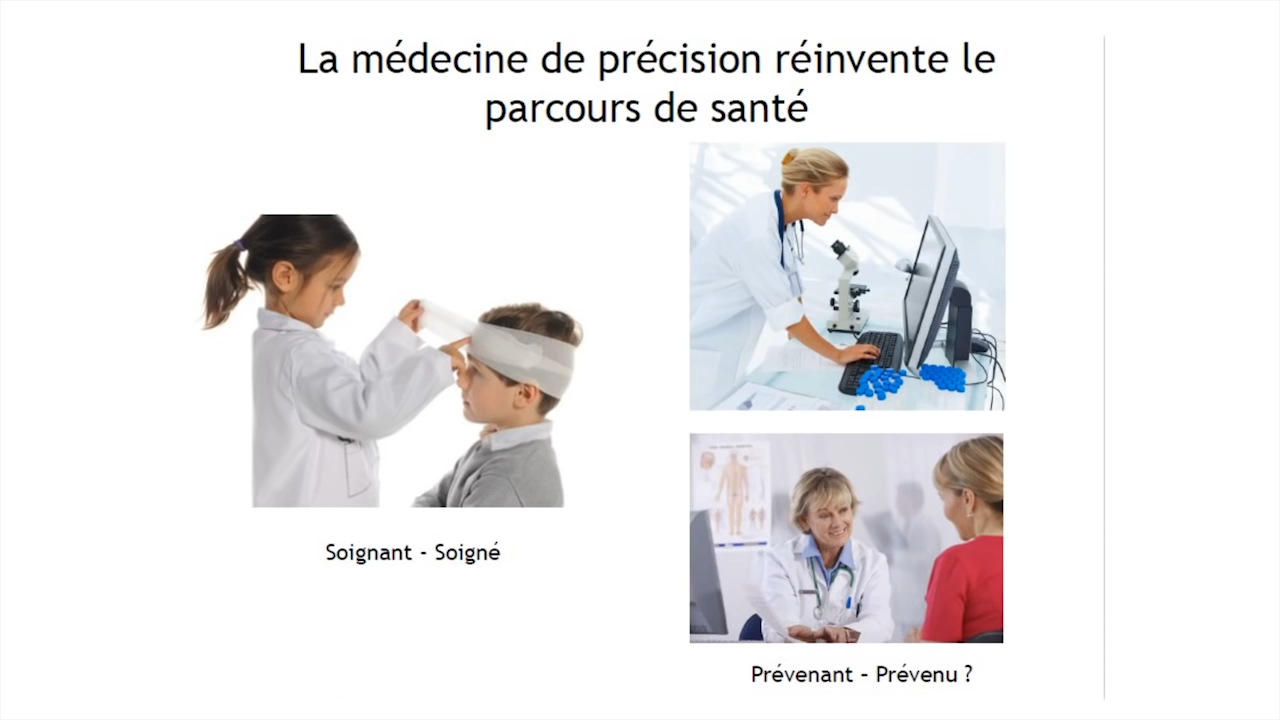 La médecine de précision réinvente le
parcours de santé
Soignant - Soigné
Prévenant – Prévenu ?